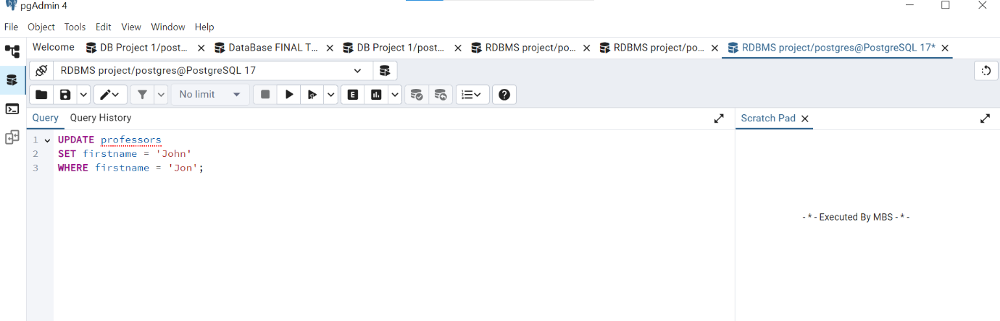 pgAdmin 4
File Object Tools Edit View Window Help
Welcome DB Project 1/post... DataBase FINAL T... DB Project 1/post... RDBMS project/po... RDBMS project/po... RDBMS project/postgres@PostgreSQL 17*
RDBMS project/postgres@PostgreSQL 17
No limit E
Query Query History Scratch Pad
1 UPDATE professors
2 SET firstname = 'John'
3 WHERE firstname = 'Jon';
- * - Executed By MBS - * -